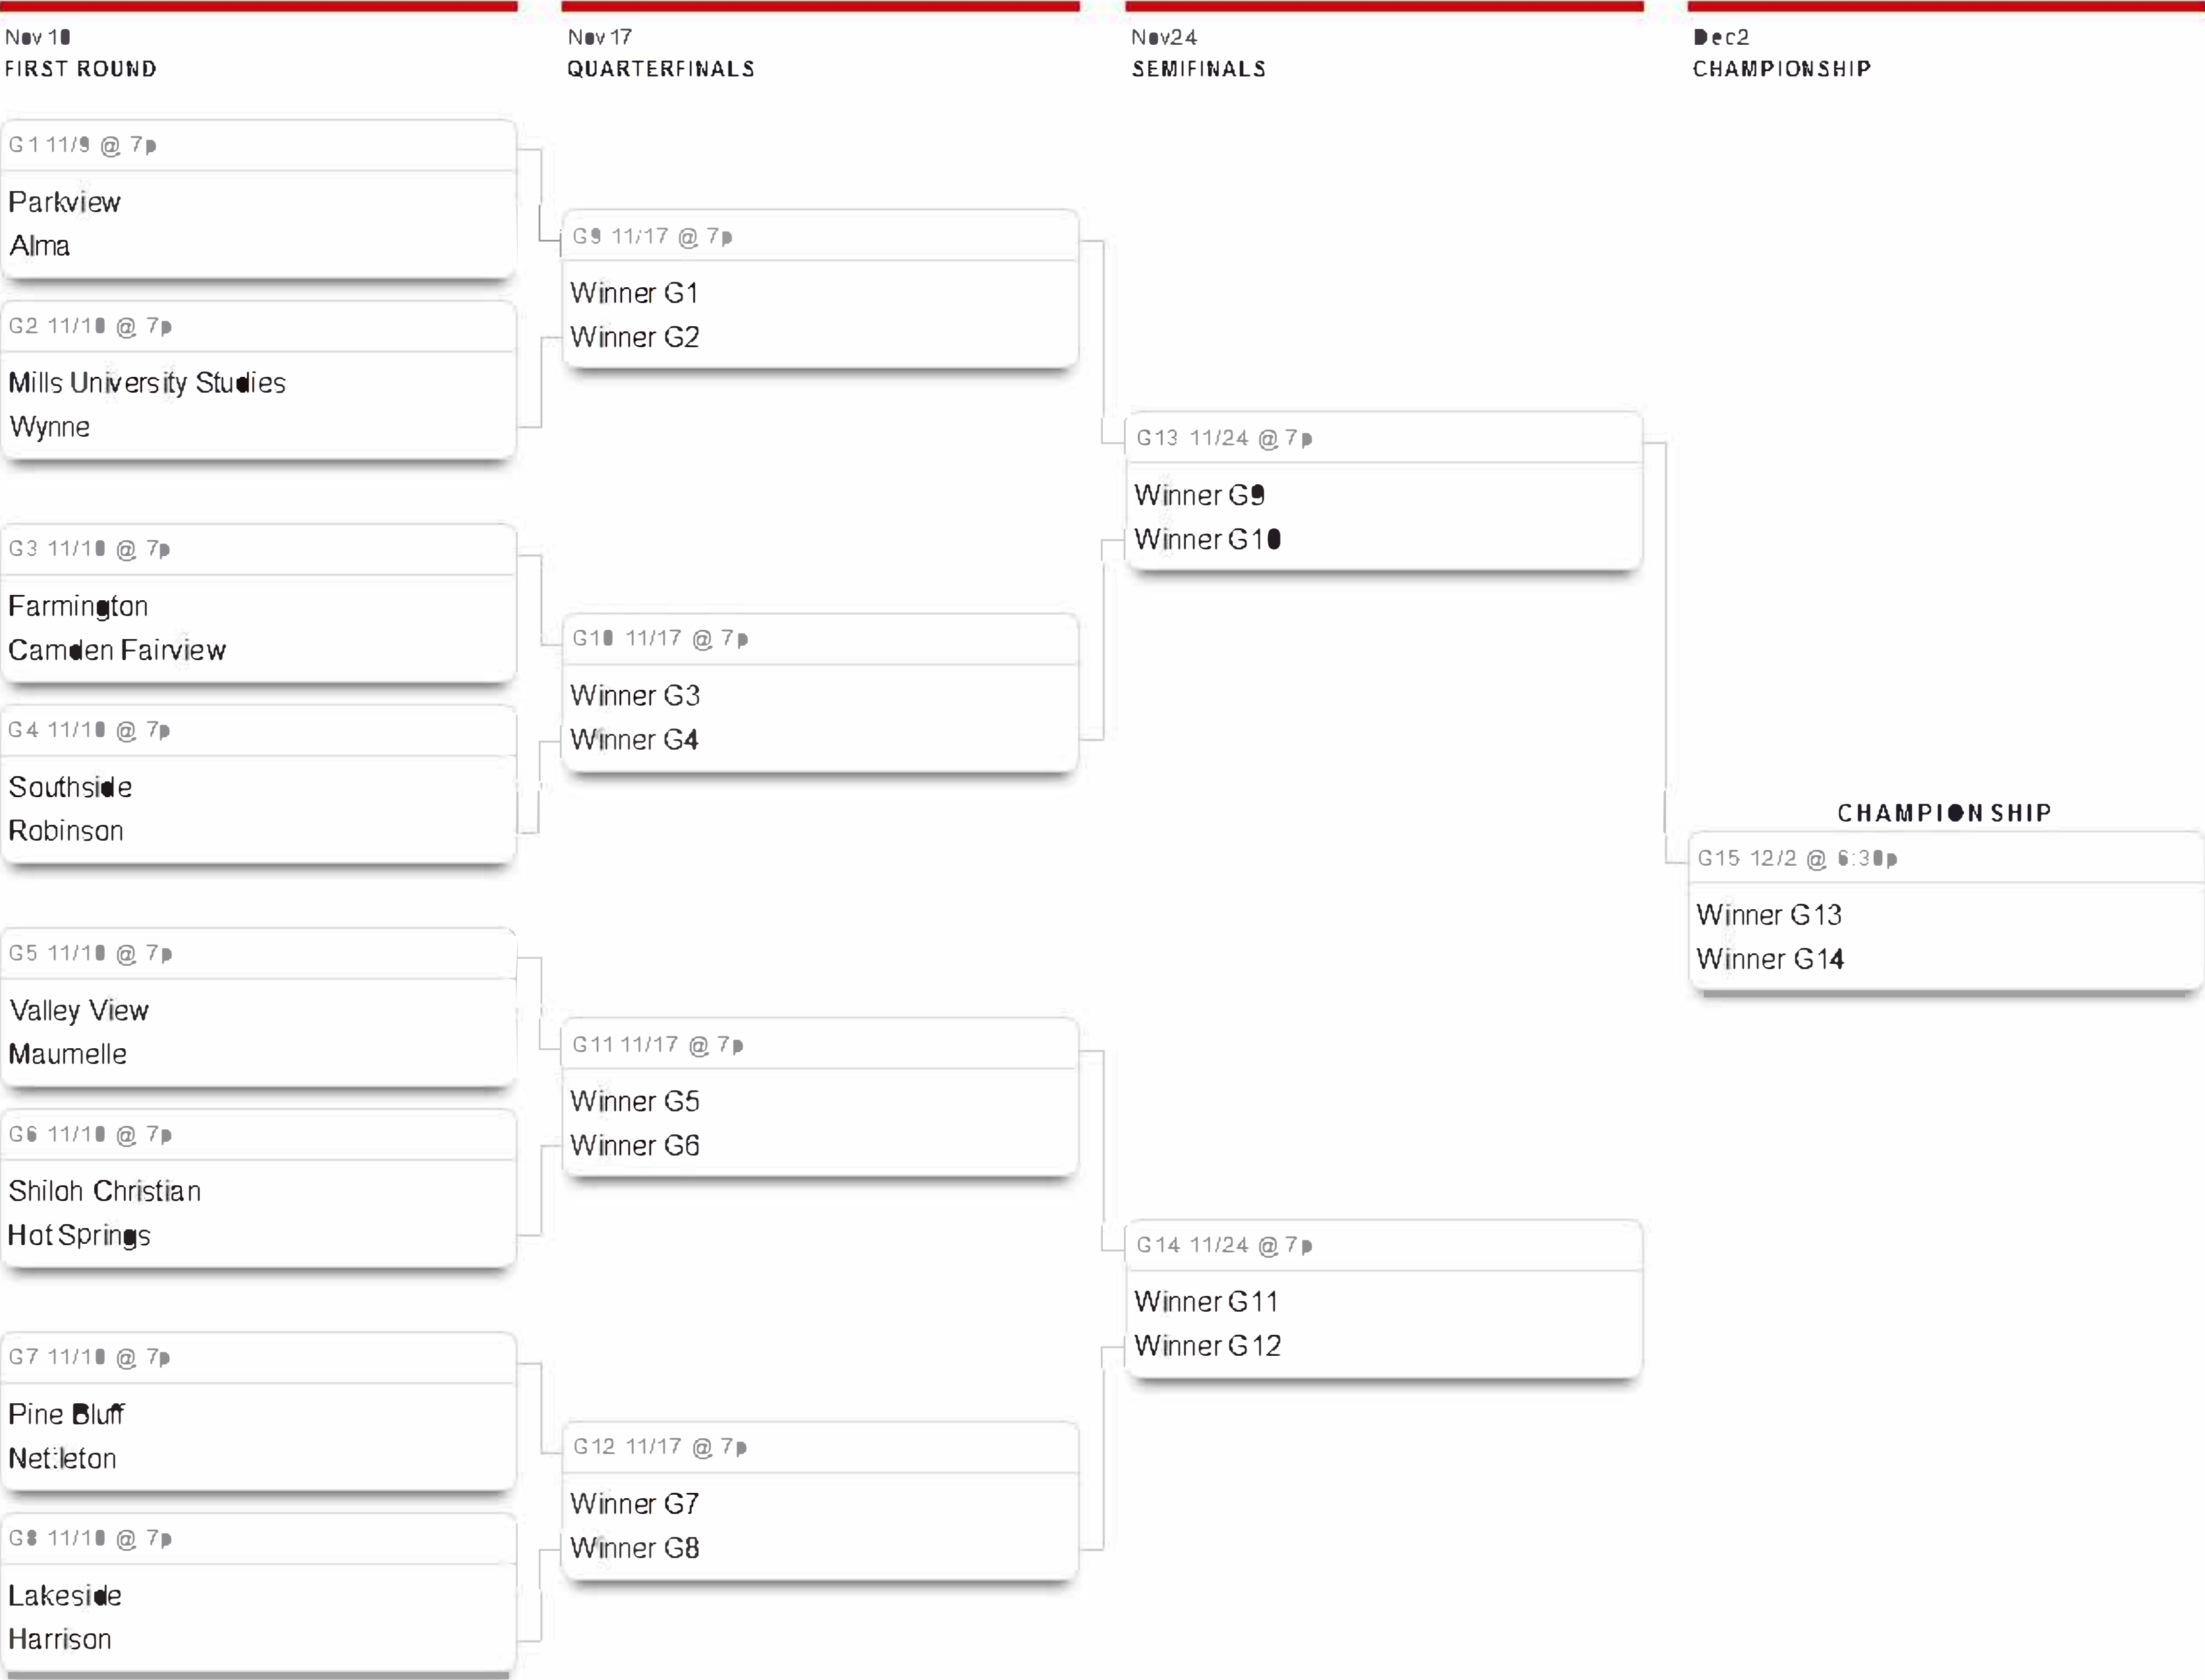 Nov 10
FIRST ROUND
Nov 17
QUARTERFINALS
Nov 24
SEMIFINALS
Dec 2
CHAMPIONSHIP
G1 11/9 @ 7p
Parkview
Alma
G2 11/10 @ 7p
Mills University Studies
Wynne
G3 11/10 @ 7p
Farmington
Camden Fairview
G4 11/10 @ 7p
Southside
Robinson
G5 11/10 @ 7p
Valley View
Maumelle
G6 11/10 @ 7p
Shiloh Christian
Hot Springs
G7 11/10 @ 7p
Pine Bluff
Nettleton
G8 11/10 @ 7p
Lakeside
Harrison
G9 11/17 @ 7p
Winner G1
Winner G2
G10 11/17 @ 7p
Winner G3
Winner G4
G11 11/17 @ 7p
Winner G5
Winner G6
G12 11/17 @ 7p
Winner G7
Winner G8
G13 11/24 @ 7p
Winner G9
Winner G10
G14 11/24 @ 7p
Winner G11
Winner G12
CHAMPIONSHIP
G15 12/2 @ 6:30p
Winner G13
Winner G14